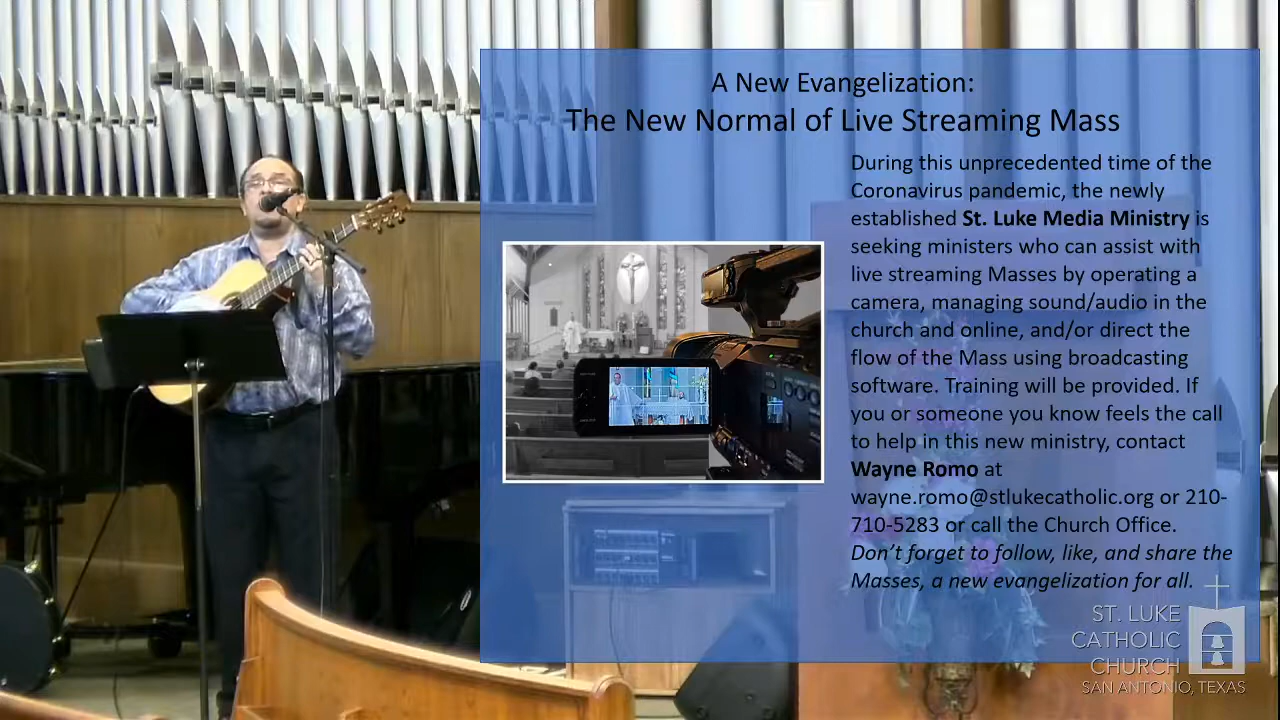 A New Evangelization:
The New Normal of Live Streaming Mass
During this unprecedented time of the
Coronavirus pandemic, the newly
established St. Luke Media Ministry is
seeking ministers who can assist with
live streaming Masses by operating a
camera, managing sound/audio in the
church and online, and/or direct the
flow of the Mass using broadcasting
software. Training will be provided. If
you or someone you know feels the call
to help in this new ministry, contact
Wayne Romo at
wayne.romo@stlukecatholic.org or 210-
710-5283 or call the Church Office.
Don't forget to follow, like, and share the
Masses, a new evangelization for all.
ST. LUKE
CATHOLIC
CHURCH
SAN ANTONIO, TEXAS